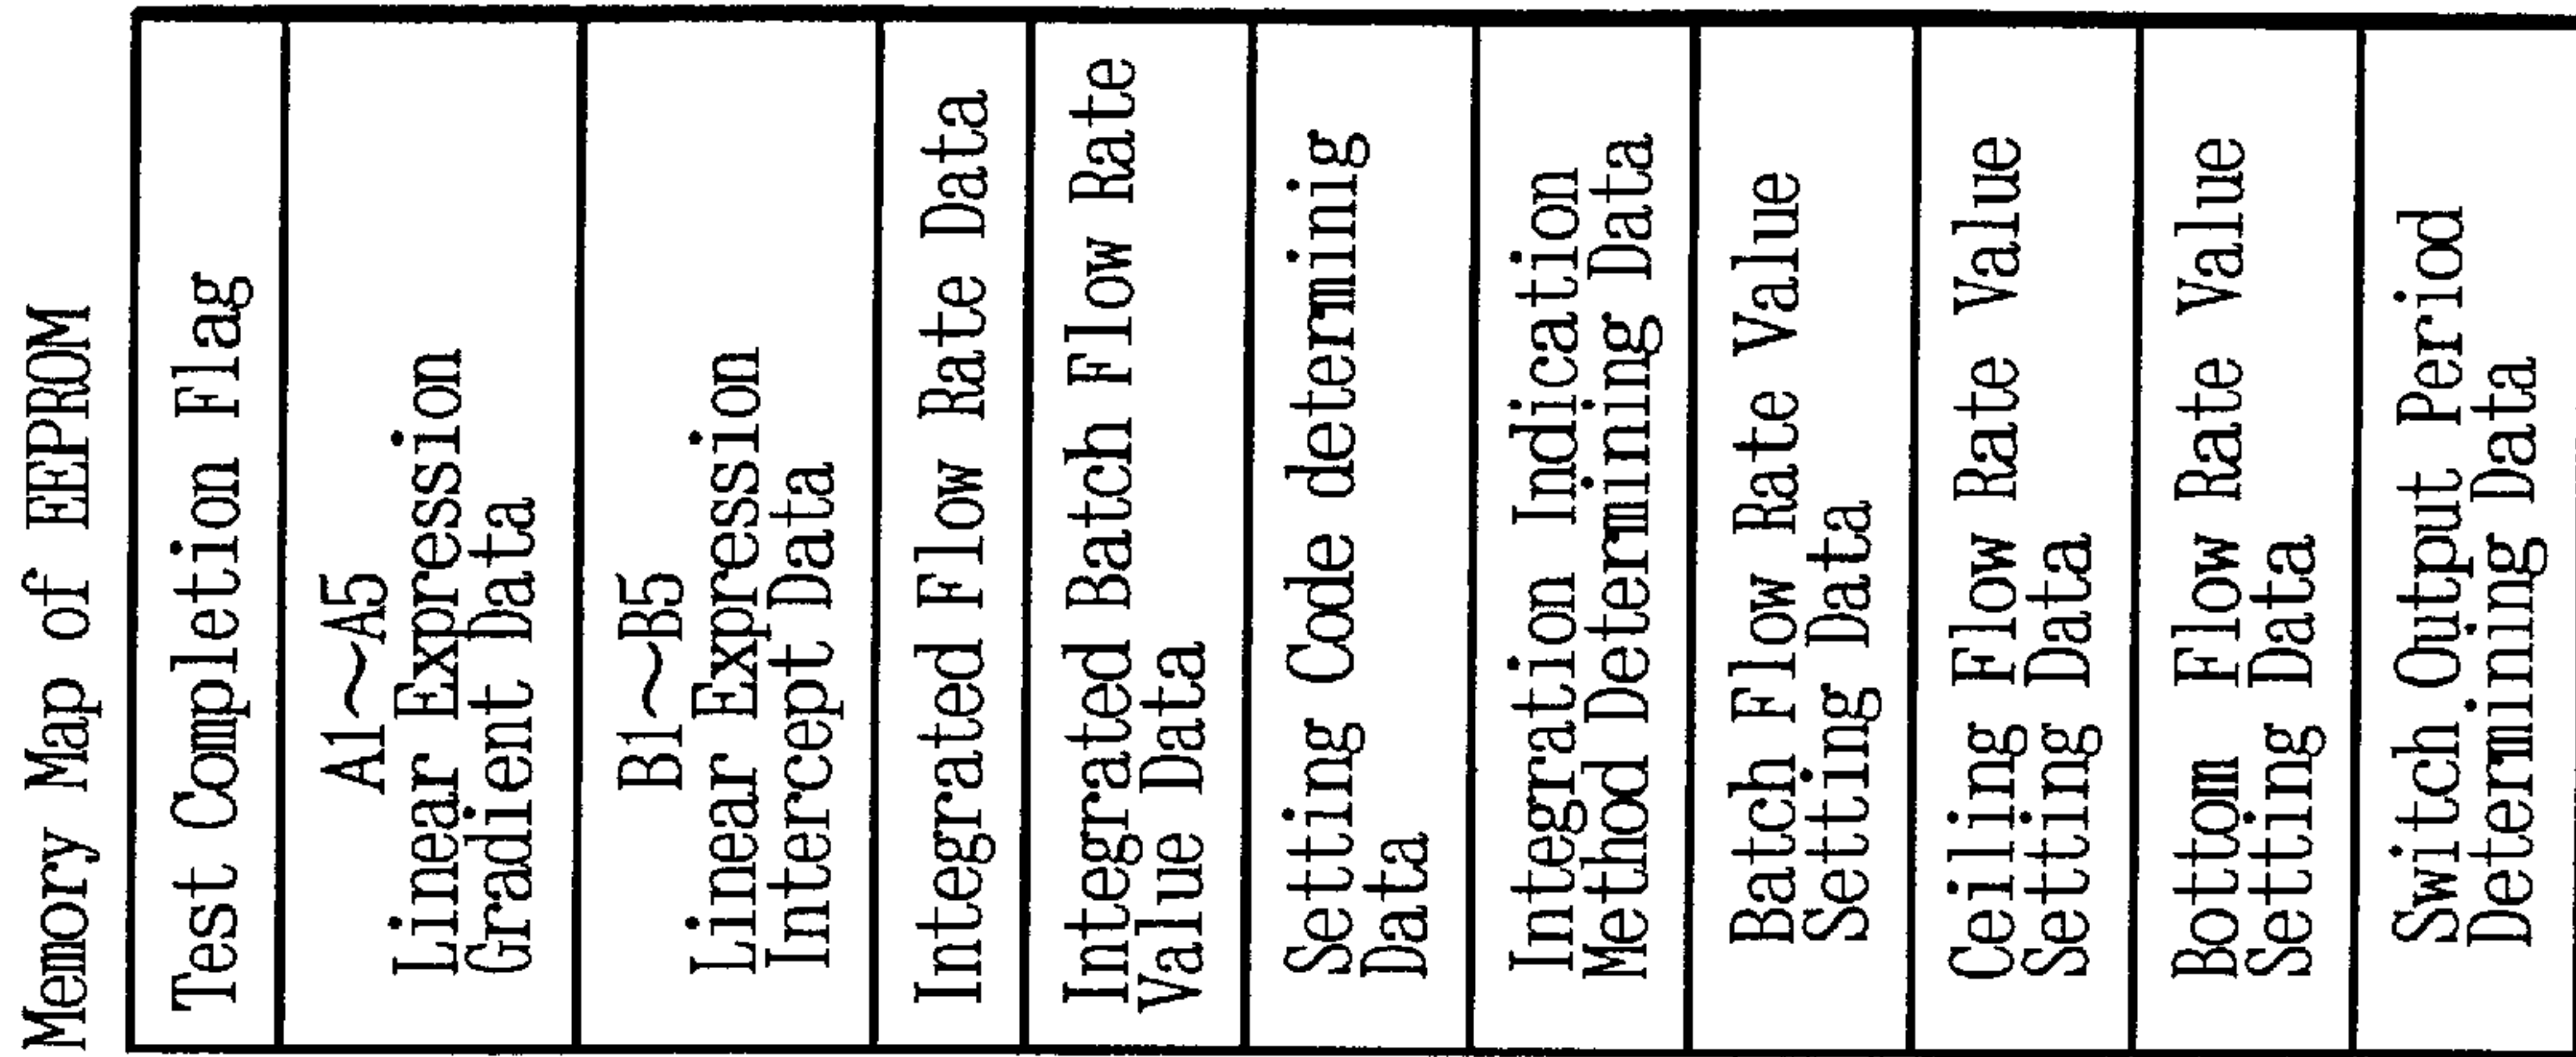 Memory Map of EEPROM
Test Completion Flag
A1~A5
Linear Expression
Gradient Data
B1~B5
Linear Expression
Intercept Data
Integrated Flow Rate Data
Integrated Batch Flow Rate
Value Data
Setting Code determinig
Data
Integration Indication
Method Determining Data
Batch Flow Rate Value
Setting Data
Ceiling Flow Rate Value
Setting Data
Bottom Flow Rate Value
Setting Data
Switch Output Period
Determining Data